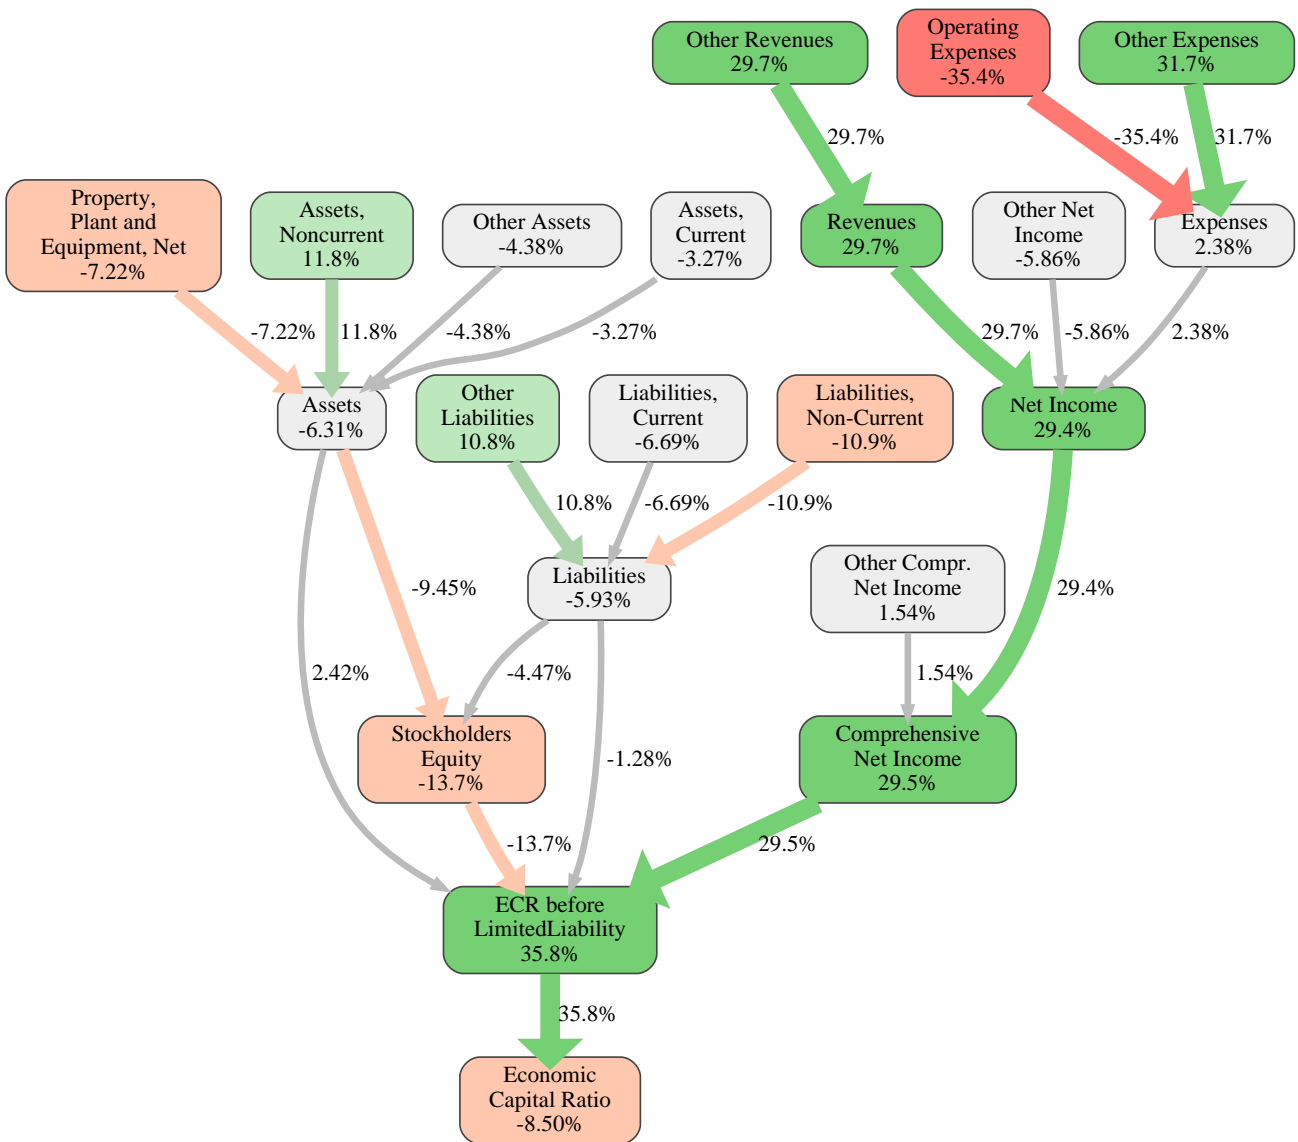 Other Revenues
29.7%
Operating
Expenses
-35.4%
Other Expenses
31.7%
29.7%
-35.4%
31.7%
Property,
Plant and
Equipment, Net
-7.22%
Assets,
Noncurrent
11.8%
Other Assets
-4.38%
Assets,
Current
-3.27%
Revenues
29.7%
Other Net
Income
-5.86%
Expenses
2.38%
-7.22%
11.8%
-4.38%
-3.27%
29.7%
-5.86%
2.38%
Assets
-6.31%
Other
Liabilities
10.8%
Liabilities,
Current
-6.69%
Liabilities,
Non-Current
-10.9%
Net Income
29.4%
10.8%
-6.69%
-10.9%
Liabilities
-5.93%
Other Compr.
Net Income
1.54%
-9.45%
29.4%
2.42%
-4.47%
1.54%
Stockholders
Equity
-13.7%
-1.28%
Comprehensive
Net Income
29.5%
-13.7%
29.5%
ECR before
LimitedLiability
35.8%
35.8%
Economic
Capital Ratio
-8.50%